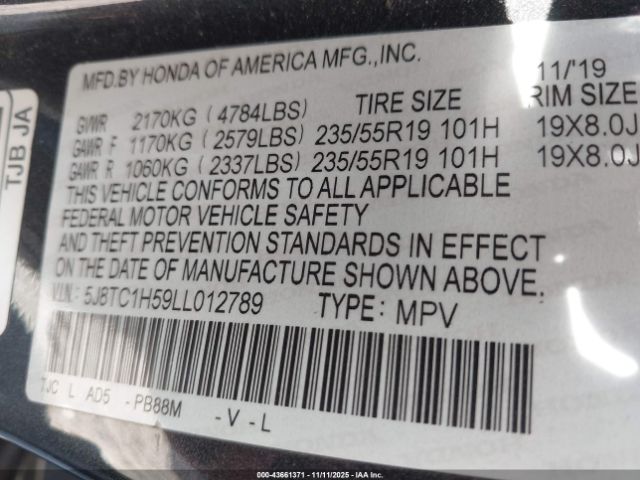 MFD.BY HONDA OF AMERICA MFG.,INC. 11/'19
GVWR 2170KG (4784LBS) TIRE SIZE RIM SIZE
GAWR F 1170KG (2579LBS) 235/55R19 101H 19X8.0J
GAWR R 1060KG (2337LBS) 235/55R19 101H 19X8.0J
THIS VEHICLE CONFORMS TO ALL APPLICABLE
FEDERAL MOTOR VEHICLE SAFETY
AND THEFT PREVENTION STANDARDS IN EFFECT
ON THE DATE OF MANUFACTURE SHOWN ABOVE.
V.I.N.: 5J8TC1H59LL012789 TYPE: MPV
TJC L AD5 -PB88M -V-L
TJB JA
00-43661371 - 11/11/2025 - IAA Inc.